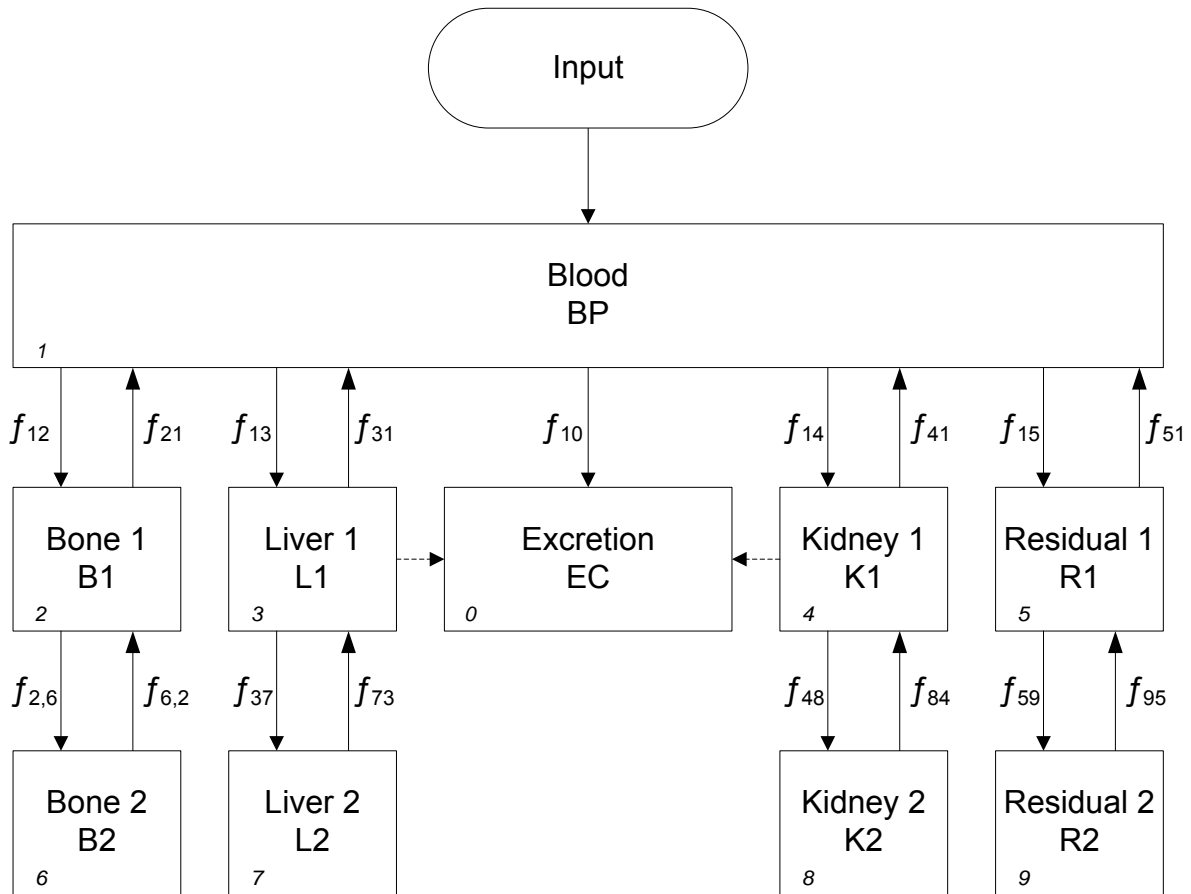 Input
Blood
BP
1
f12 f21 f13 f31 f10 f14 f41 f15 f51
Bone 1 Liver 1 Excretion Kidney 1 Residual 1
B1 L1 EC K1 R1
2 3 0 4 5
f2,6 f6,2 f37 f73 f48 f84 f59 f95
Bone 2 Liver 2 Kidney 2 Residual 2
B2 L2 K2 R2
6 7 8 9